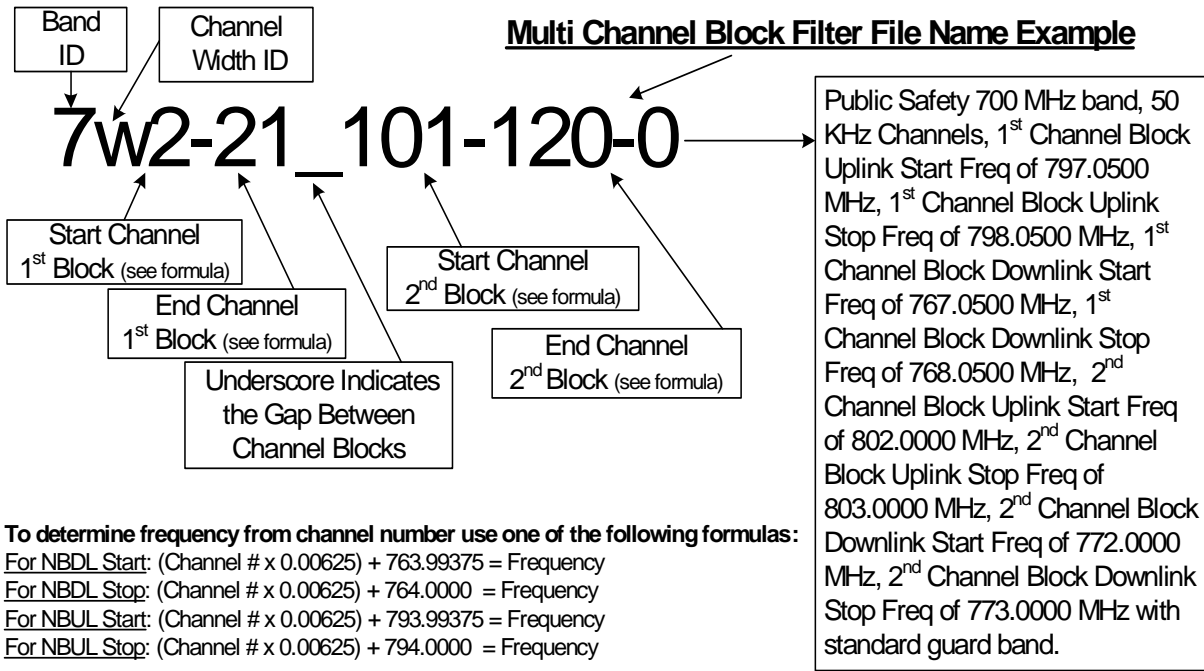 Band
ID
Channel
Width ID
Multi Channel Block Filter File Name Example
7w2-21_101-120-0
Start Channel
1st Block (see formula)
End Channel
1st Block (see formula)
Underscore Indicates
the Gap Between
Channel Blocks
Start Channel
2nd Block (see formula)
End Channel
2nd Block (see formula)
Public Safety 700 MHz band, 50
KHz Channels, 1st Channel Block
Uplink Start Freq of 797.0500
MHz, 1st Channel Block Uplink
Stop Freq of 798.0500 MHz, 1st
Channel Block Downlink Start
Freq of 767.0500 MHz, 1st
Channel Block Downlink Stop
Freq of 768.0500 MHz, 2nd
Channel Block Uplink Start Freq
of 802.0000 MHz, 2nd Channel
Block Uplink Stop Freq of
803.0000 MHz, 2nd Channel Block
Downlink Start Freq of 772.0000
MHz, 2nd Channel Block Downlink
Stop Freq of 773.0000 MHz with
standard guard band.
To determine frequency from channel number use one of the following formulas:
For NBDL Start: (Channel # x 0.00625) + 763.99375 = Frequency
For NBDL Stop: (Channel # x 0.00625) + 764.0000 = Frequency
For NBUL Start: (Channel # x 0.00625) + 793.99375 = Frequency
For NBUL Stop: (Channel # x 0.00625) + 794.0000 = Frequency